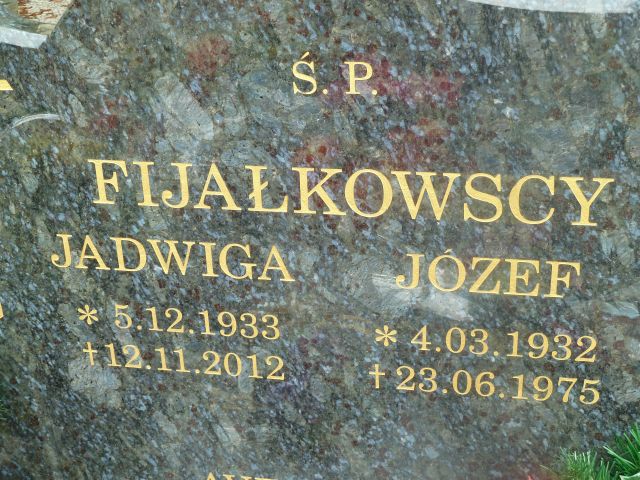 Ś. P.
FIJAŁKOWSCY
JADWIGA JÓZEF
* 5.12.1933 * 4.03.1932
†12.11.2012 †23.06.1975